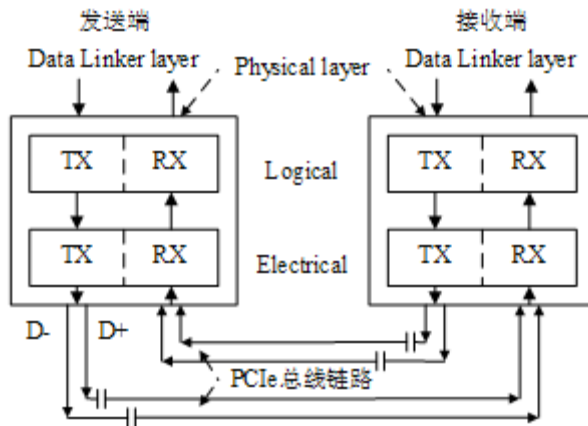 发送端
接收端
Data Linker layer
Physical layer
Data Linker layer
TX
RX
Logical
TX
RX
TX
RX
Electrical
TX
RX
D-
D+
PCIe总线链路